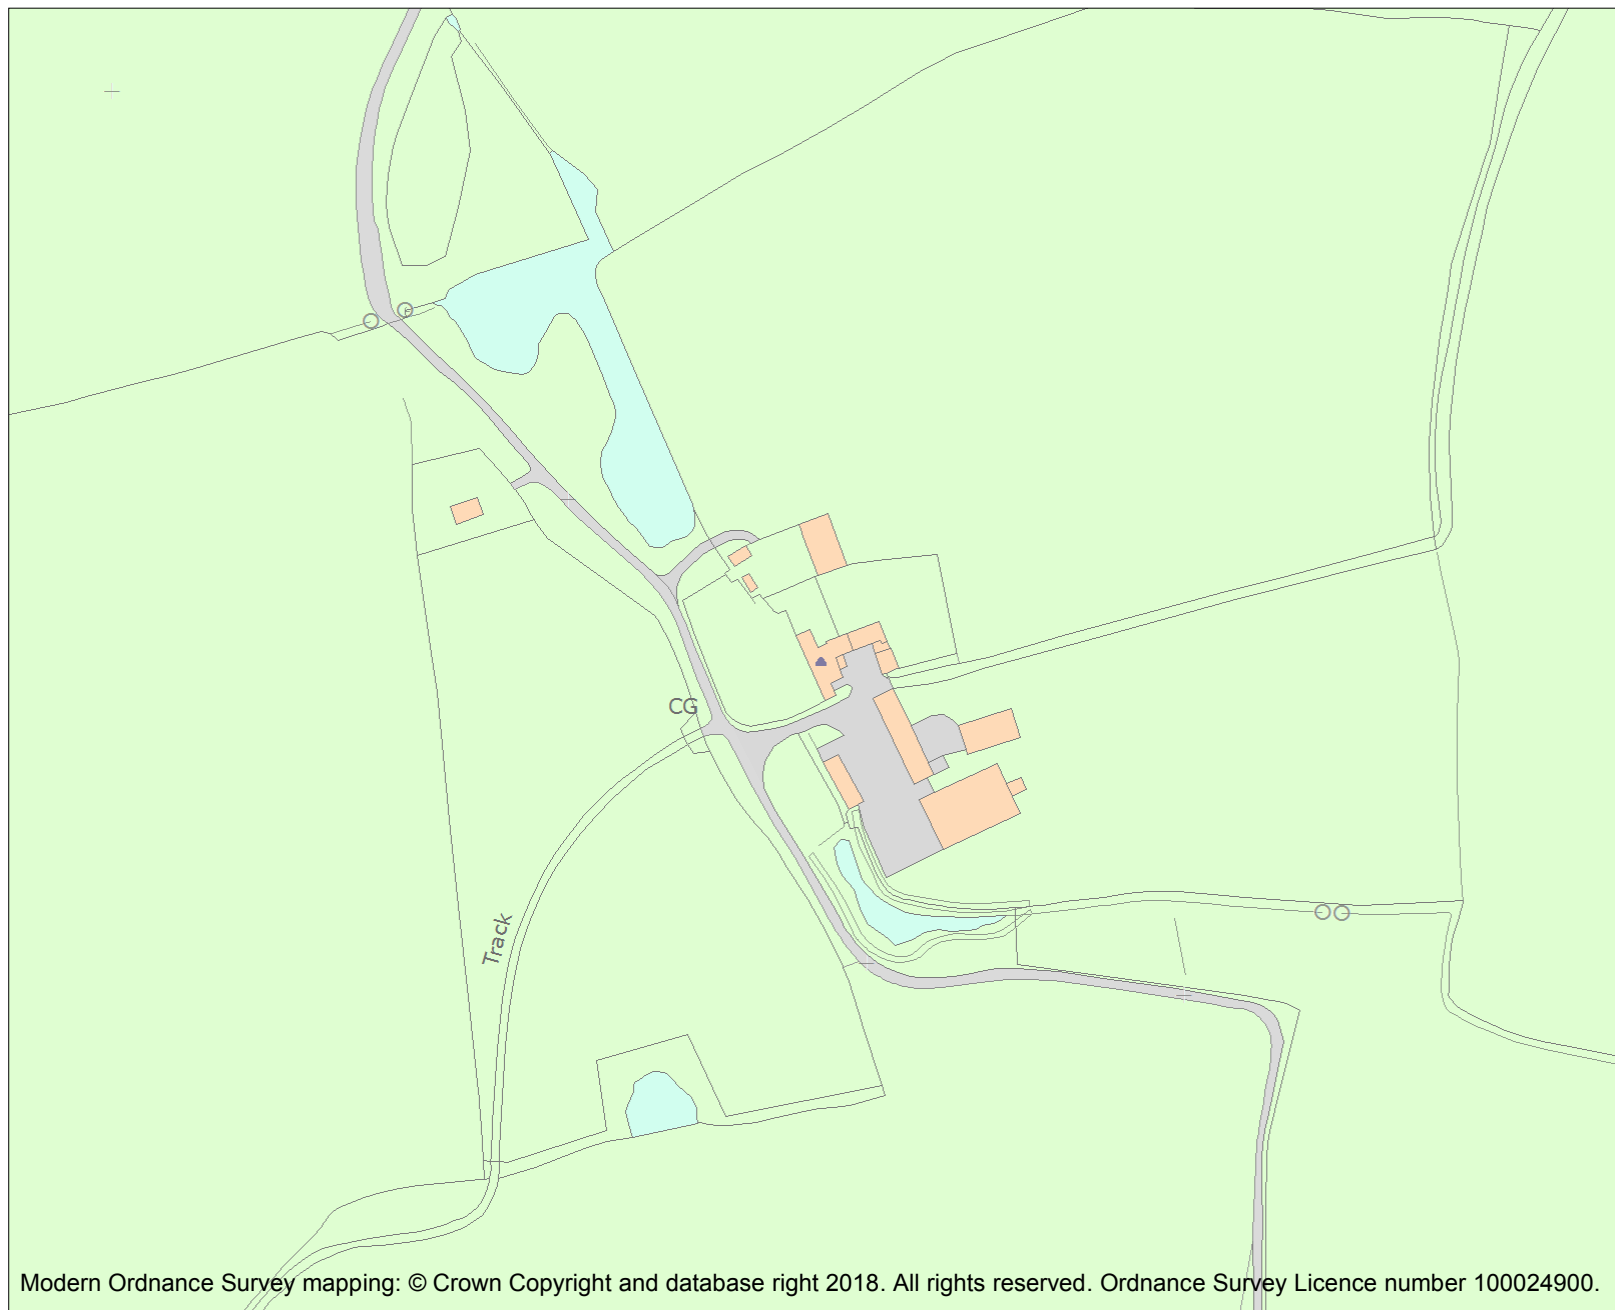 CG
Track
Modern Ordnance Survey mapping: © Crown Copyright and database right 2018. All rights reserved. Ordnance Survey Licence number 100024900.